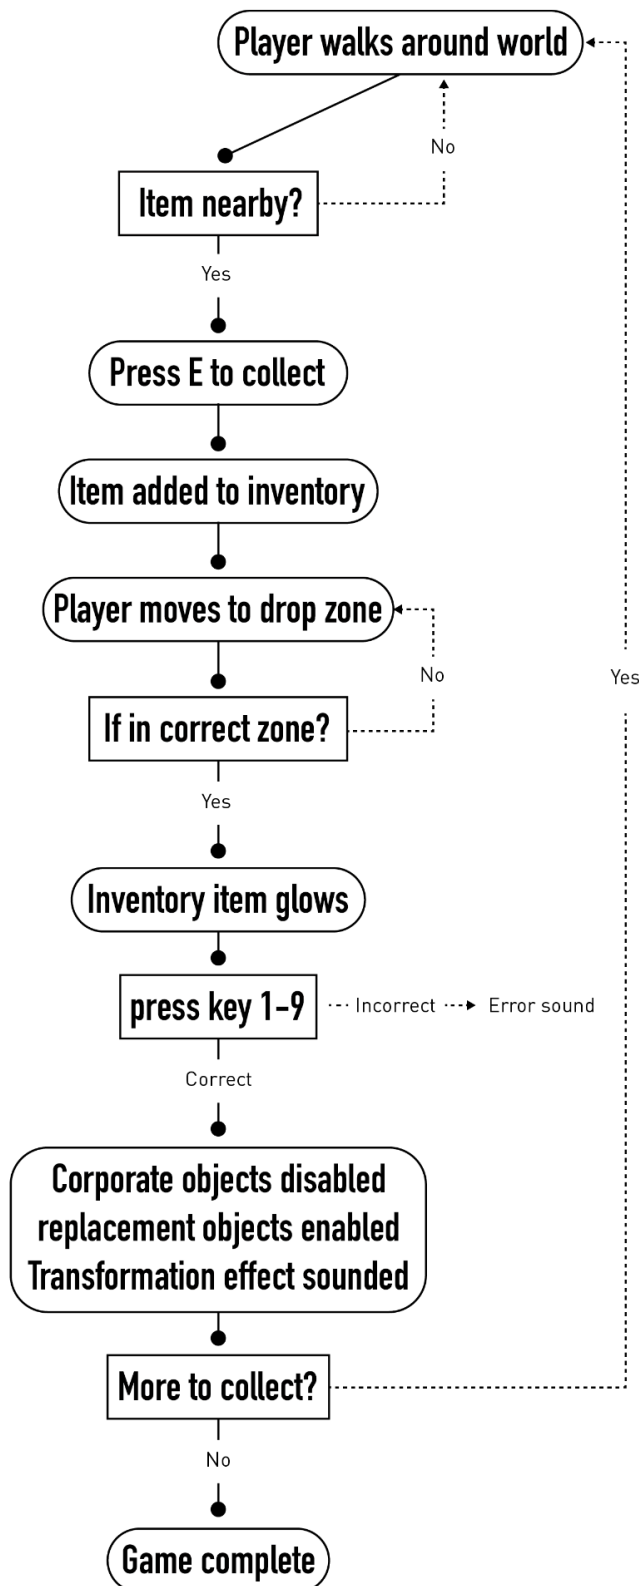 Player walks around world
No
Item nearby?
Yes
Press E to collect
Item added to inventory
Player moves to drop zone
No
Yes
If in correct zone?
Yes
Inventory item glows
press key 1-9
Incorrect
Error sound
Correct
Corporate objects disabled
replacement objects enabled
Transformation effect sounded
More to collect?
No
Game complete